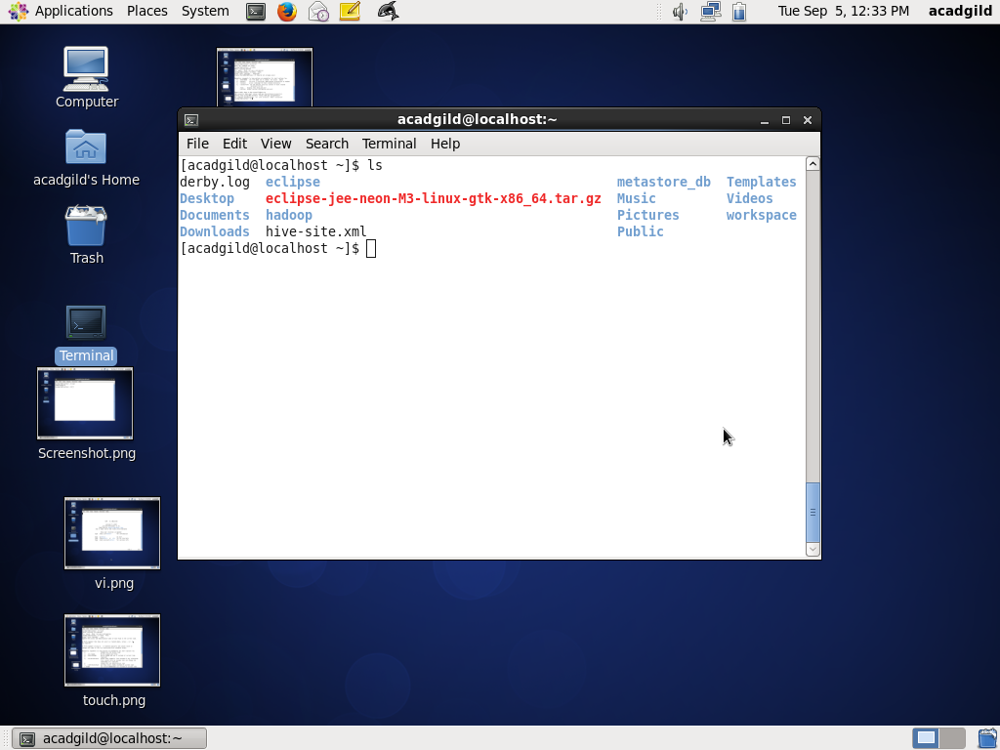 Applications Places System Tue Sep 5, 12:33 PM acadgild
Computer
acadgild's Home
Trash
Terminal
Screenshot.png
vi.png
touch.png
acadgild@localhost:~
File Edit View Search Terminal Help
[acadgild@localhost ~]$ ls
derby.log eclipse metastore_db Templates
Desktop eclipse-jee-neon-M3-linux-gtk-x86_64.tar.gz Music Videos
Documents hadoop Pictures workspace
Downloads hive-site.xml Public
[acadgild@localhost ~]$
acadgild@localhost:~